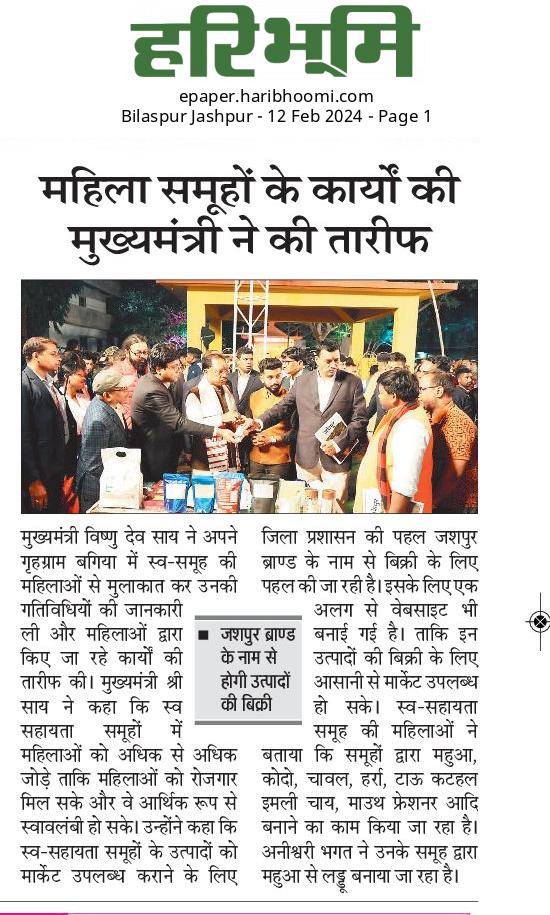 हरिभूमि
epaper.haribhoomi.com
Bilaspur Jashpur - 12 Feb 2024 - Page 1
महिला समूहों के कार्यों की
मुख्यमंत्री ने की तारीफ
मुख्यमंत्री विष्णु देव साय ने अपने
गृहग्राम बगिया में स्व-समूह की
महिलाओं से मुलाकात कर उनकी
गतिविधियों की जानकारी
ली और महिलाओं द्वारा
किए जा रहे कार्यों की
तारीफ की। मुख्यमंत्री श्री
साय ने कहा कि स्व
सहायता समूहों में
महिलाओं को अधिक से अधिक
जोड़े ताकि महिलाओं को रोजगार
मिल सके और वे आर्थिक रूप से
स्वावलंबी हो सके। उन्होंने कहा कि
स्व-सहायता समूहों के उत्पादों को
मार्केट उपलब्ध कराने के लिए
जशपुर ब्राण्ड
के नाम से
होगी उत्पादों
की बिक्री
जिला प्रशासन की पहल जशपुर
ब्राण्ड के नाम से बिक्री के लिए
पहल की जा रही है। इसके लिए एक
अलग से वेबसाइट भी
बनाई गई है। ताकि इन
उत्पादों की बिक्री के लिए
आसानी से मार्केट उपलब्ध
हो सके। स्व-सहायता
समूह की महिलाओं ने
बताया कि समूहों द्वारा महुआ,
कोदो, चावल, हर्रा, टाऊ कटहल
इमली चाय, माउथ फ्रेशनर आदि
बनाने का काम किया जा रहा है।
अनीश्वरी भगत ने उनके समूह द्वारा
महुआ से लड्डू बनाया जा रहा है।